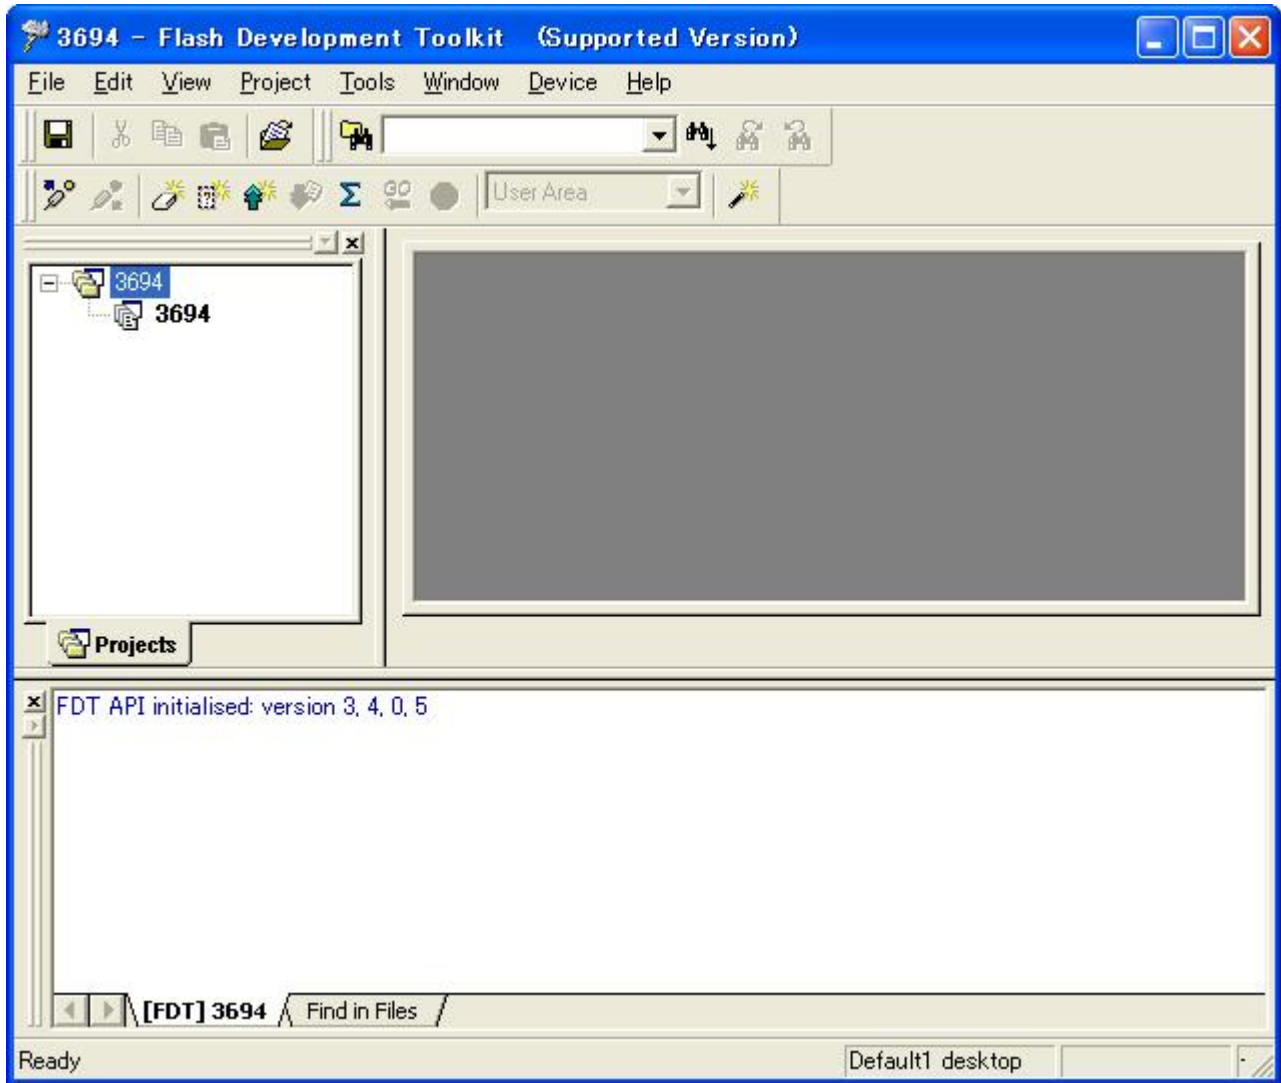 3694 - Flash Development Toolkit (Supported Version)
File Edit View Project Tools Window Device Help
User Area
3694
3694
Projects
FDT API initialised: version 3, 4, 0, 5
[FDT] 3694 Find in Files
Ready Default1 desktop